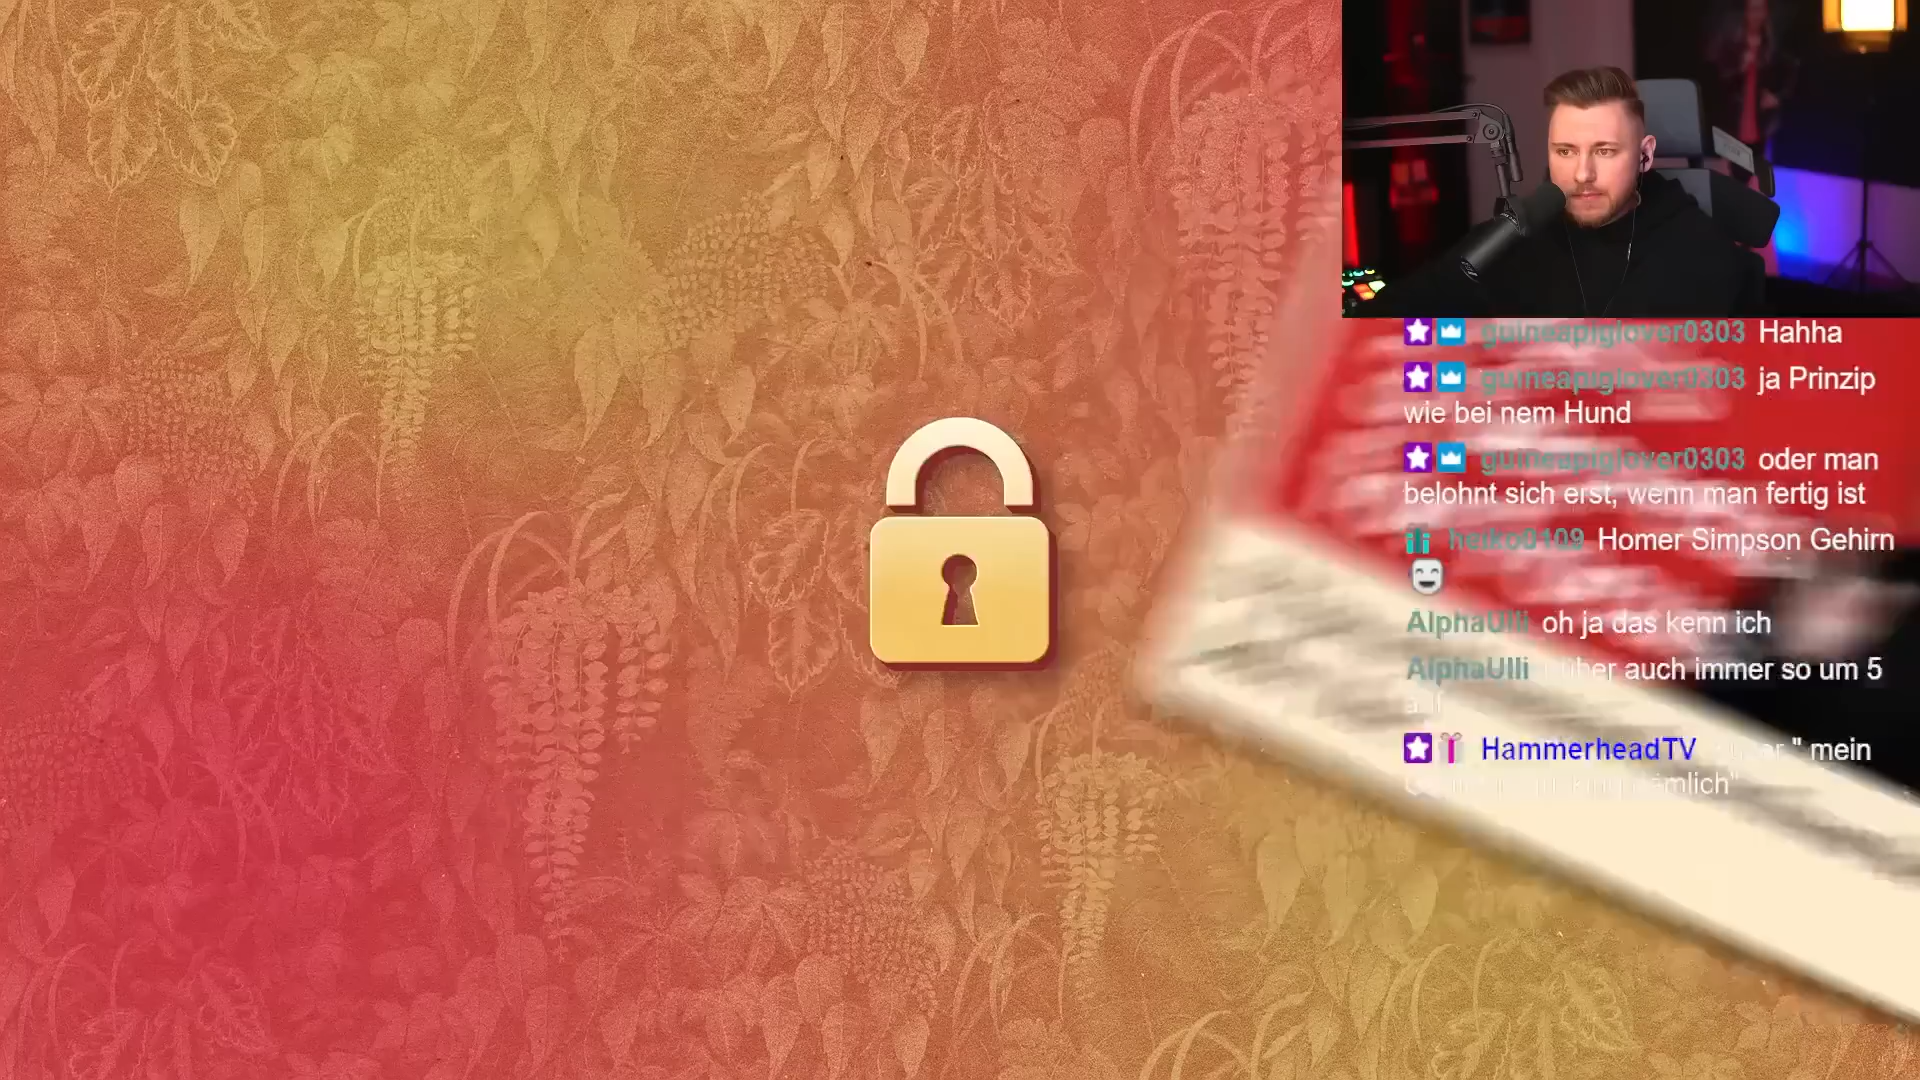 guineapiglover0303 Hahha
guineapiglover0303 ja Prinzip
wie bei nem Hund
guineapiglover0303 oder man
belohnt sich erst, wenn man fertig ist
heiko0109 Homer Simpson Gehirn
AlphaUlli oh ja das kenn ich
AlphaUlli auch immer so um 5
HammerheadTV " mein